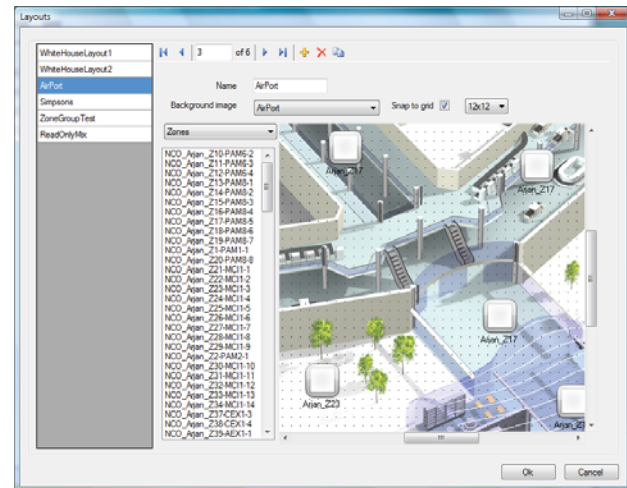 Layouts
WhiteHouseLayout1
WhiteHouseLayout2
AirPort
Simpsons
ZoneGroupTest
ReadOnlyMix
3 of 6
Name AirPort
Background image AirPort Snap to grid 12x12
Zones
NCO_Arjan_Z10-PAM6-2
NCO_Arjan_Z11-PAM6-3
NCO_Arjan_Z12-PAM6-4
NCO_Arjan_Z13-PAM8-1
NCO_Arjan_Z14-PAM8-2
NCO_Arjan_Z15-PAM8-3
NCO_Arjan_Z16-PAM8-4
NCO_Arjan_Z17-PAM8-5
NCO_Arjan_Z18-PAM8-6
NCO_Arjan_Z19-PAM8-7
NCO_Arjan_Z1-PAM1-1
NCO_Arjan_Z20-PAM8-8
NCO_Arjan_Z21-MCI1-1
NCO_Arjan_Z22-MCI1-2
NCO_Arjan_Z23-MCI1-3
NCO_Arjan_Z24-MCI1-4
NCO_Arjan_Z25-MCI1-5
NCO_Arjan_Z26-MCI1-6
NCO_Arjan_Z27-MCI1-7
NCO_Arjan_Z28-MCI1-8
NCO_Arjan_Z29-MCI1-9
NCO_Arjan_Z2-PAM2-1
NCO_Arjan_Z30-MCI1-10
NCO_Arjan_Z31-MCI1-11
NCO_Arjan_Z32-MCI1-12
NCO_Arjan_Z33-MCI1-13
NCO_Arjan_Z34-MCI1-14
NCO_Arjan_Z37-CEX1-3
NCO_Arjan_Z38-CEX1-4
NCO_Arjan_Z39-AEX1-1
Arjan_Z17
Arjan_Z17
Arjan_Z17
Arjan_Z23
Ok Cancel